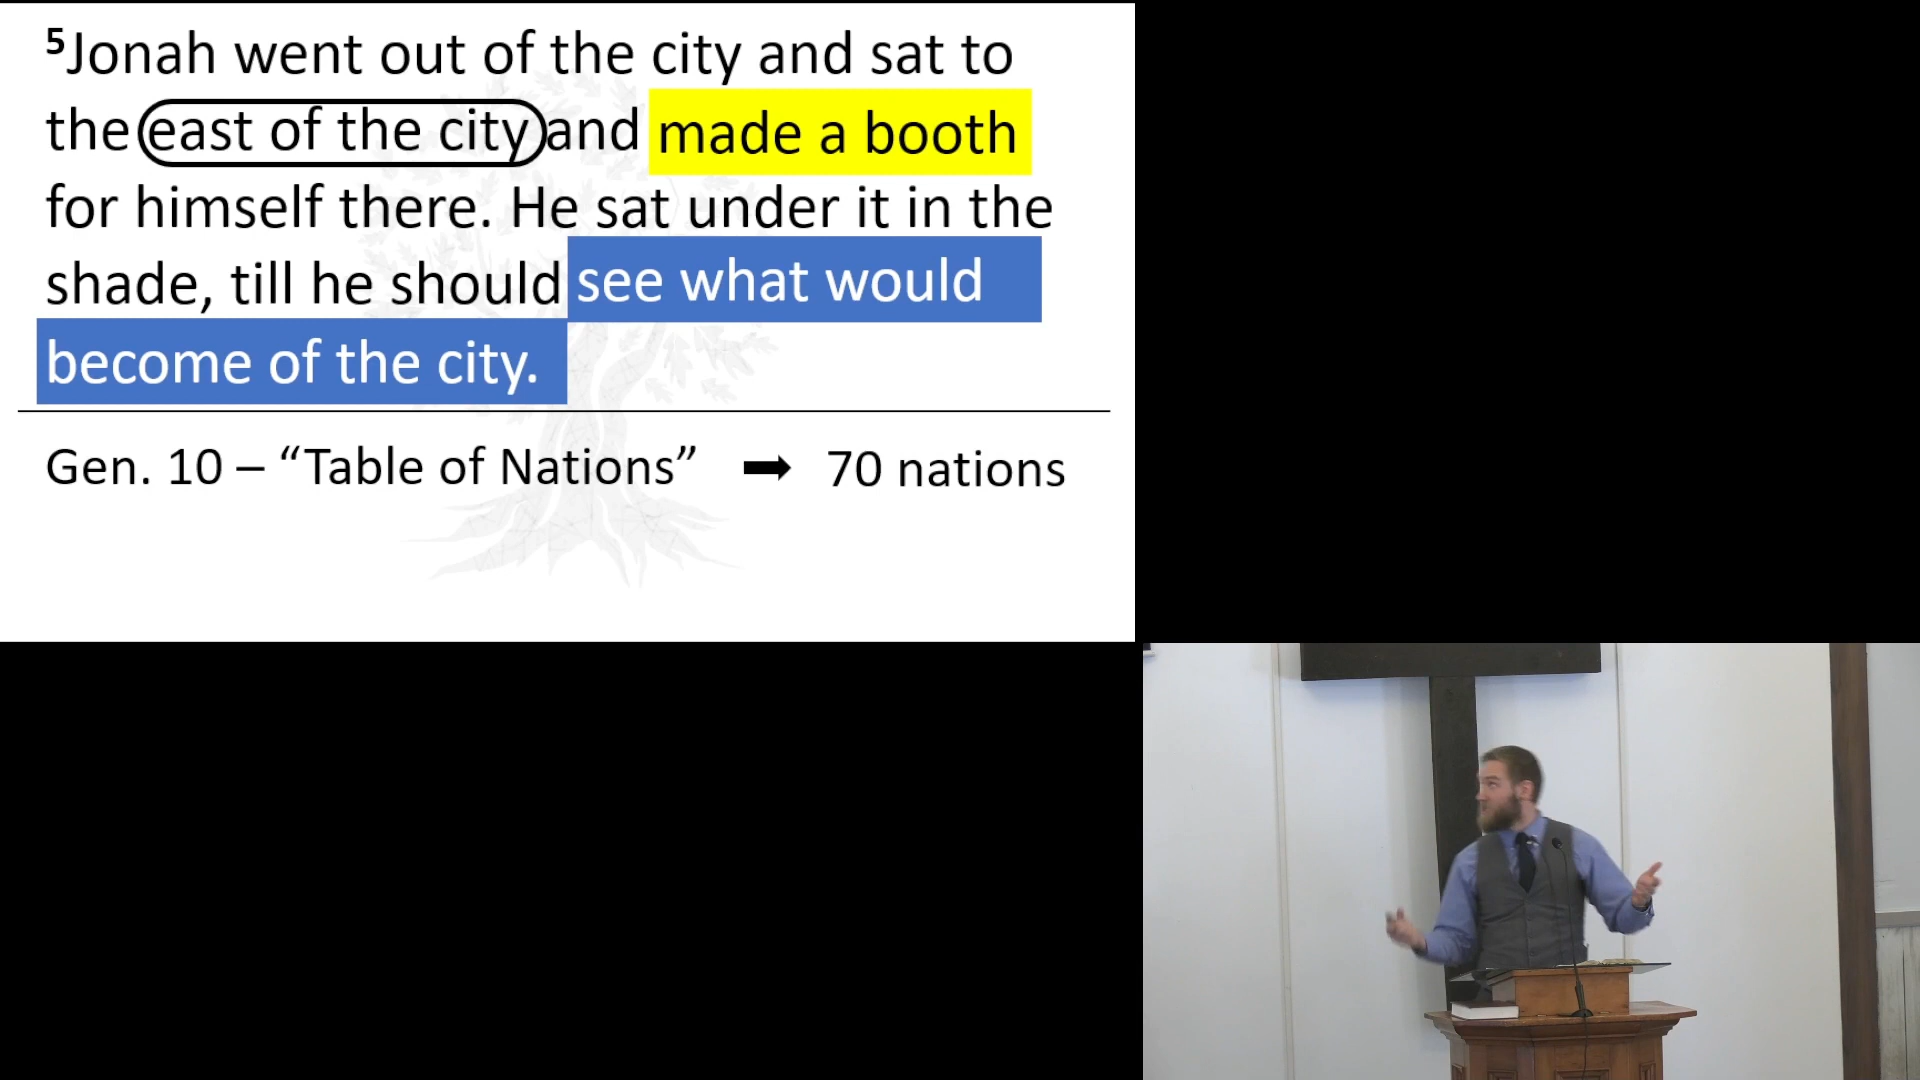 5Jonah went out of the city and sat to
the east of the city and made a booth
for himself there. He sat under it in the
shade, till he should see what would
become of the city.
Gen. 10 – “Table of Nations” ➡ 70 nations